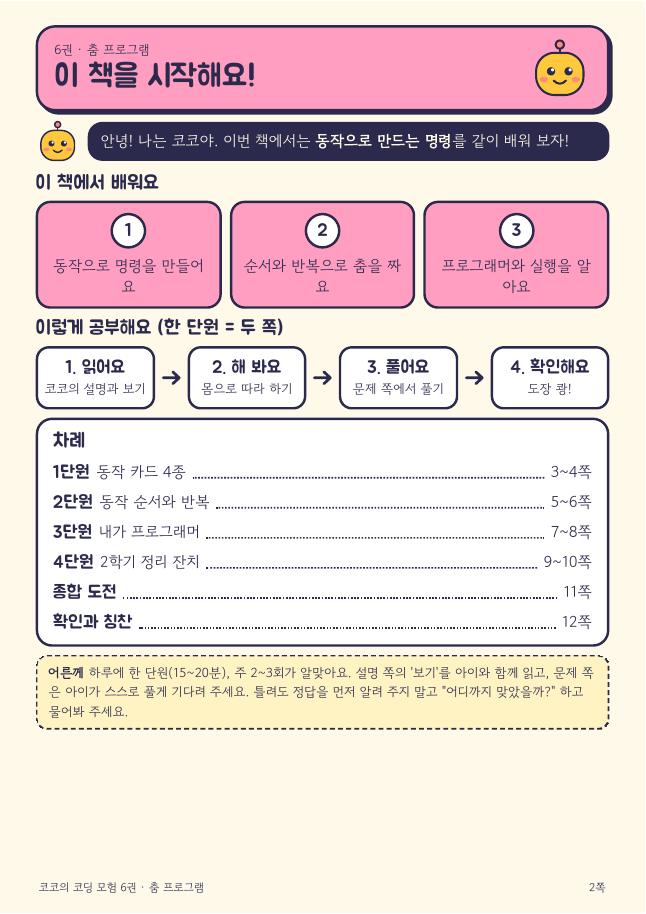 6권 · 춤 프로그램
이 책을 시작해요!
안녕! 나는 코코야. 이번 책에서는 동작으로 만드는 명령를 같이 배워 보자!
이 책에서 배워요
1
동작으로 명령을 만들어
요
2
순서와 반복으로 춤을 짜
요
3
프로그래머와 실행을 알
아요
이렇게 공부해요 (한 단원 = 두 쪽)
1. 읽어요
코코의 설명과 보기
2. 해 봐요
몸으로 따라 하기
3. 풀어요
문제 쪽에서 풀기
4. 확인해요
도장 쾅!
차례
1단원 동작 카드 4종 3~4쪽
2단원 동작 순서와 반복 5~6쪽
3단원 내가 프로그래머 7~8쪽
4단원 2학기 정리 잔치 9~10쪽
종합 도전 11쪽
확인과 칭찬 12쪽
어른께 하루에 한 단원(15~20분), 주 2~3회가 알맞아요. 설명 쪽의 '보기'를 아이와 함께 읽고, 문제 쪽
은 아이가 스스로 풀게 기다려 주세요. 틀려도 정답을 먼저 알려 주지 말고 "어디까지 맞았을까?" 하고
물어봐 주세요.
코코의 코딩 모험 6권 · 춤 프로그램
2쪽